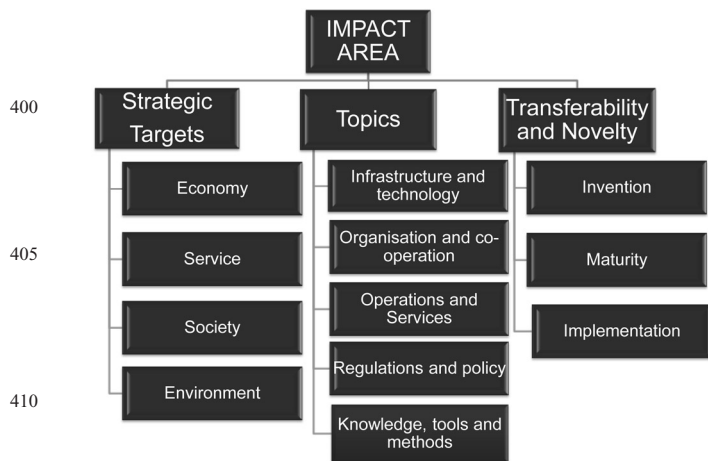 IMPACT
AREA
400
Strategic
Targets
Topics
Transferability
and Novelty
Economy
Service
Society
Environment
Infrastructure and
technology
Organisation and co-
operation
Operations and
Services
Regulations and policy
Knowledge, tools and
methods
Invention
Maturity
Implementation
405
410